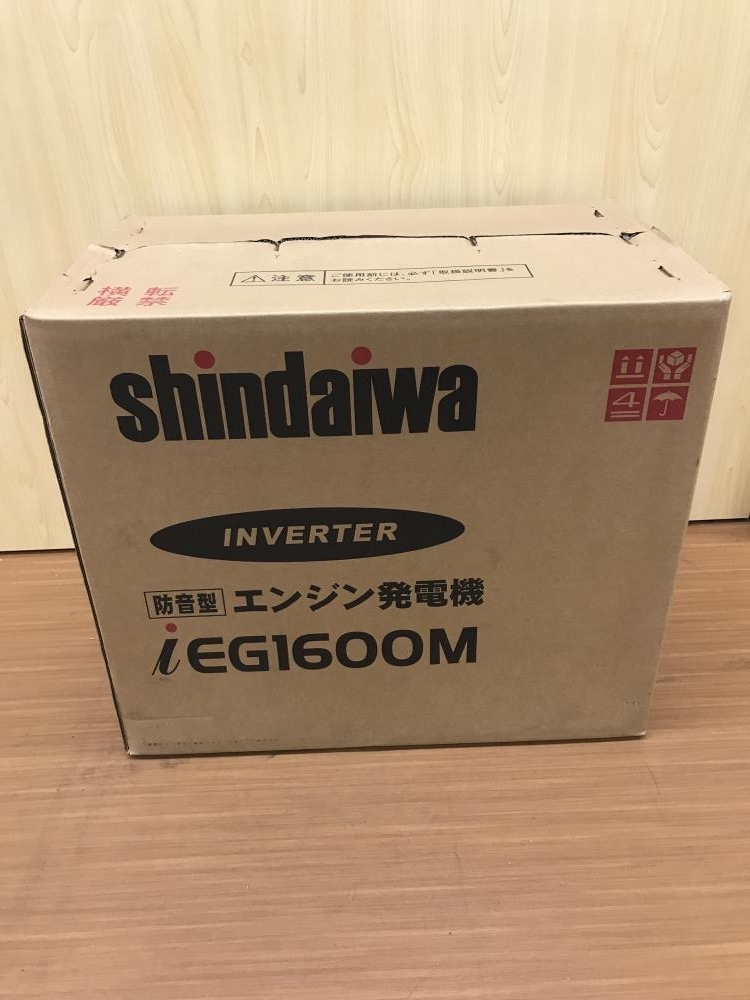 横転
厳禁
⚠ 注意
ご使用前には、必ず「取扱説明書」を
お読みください。
shindaiwa
4
INVERTER
防音型 エンジン発電機
iEG1600M